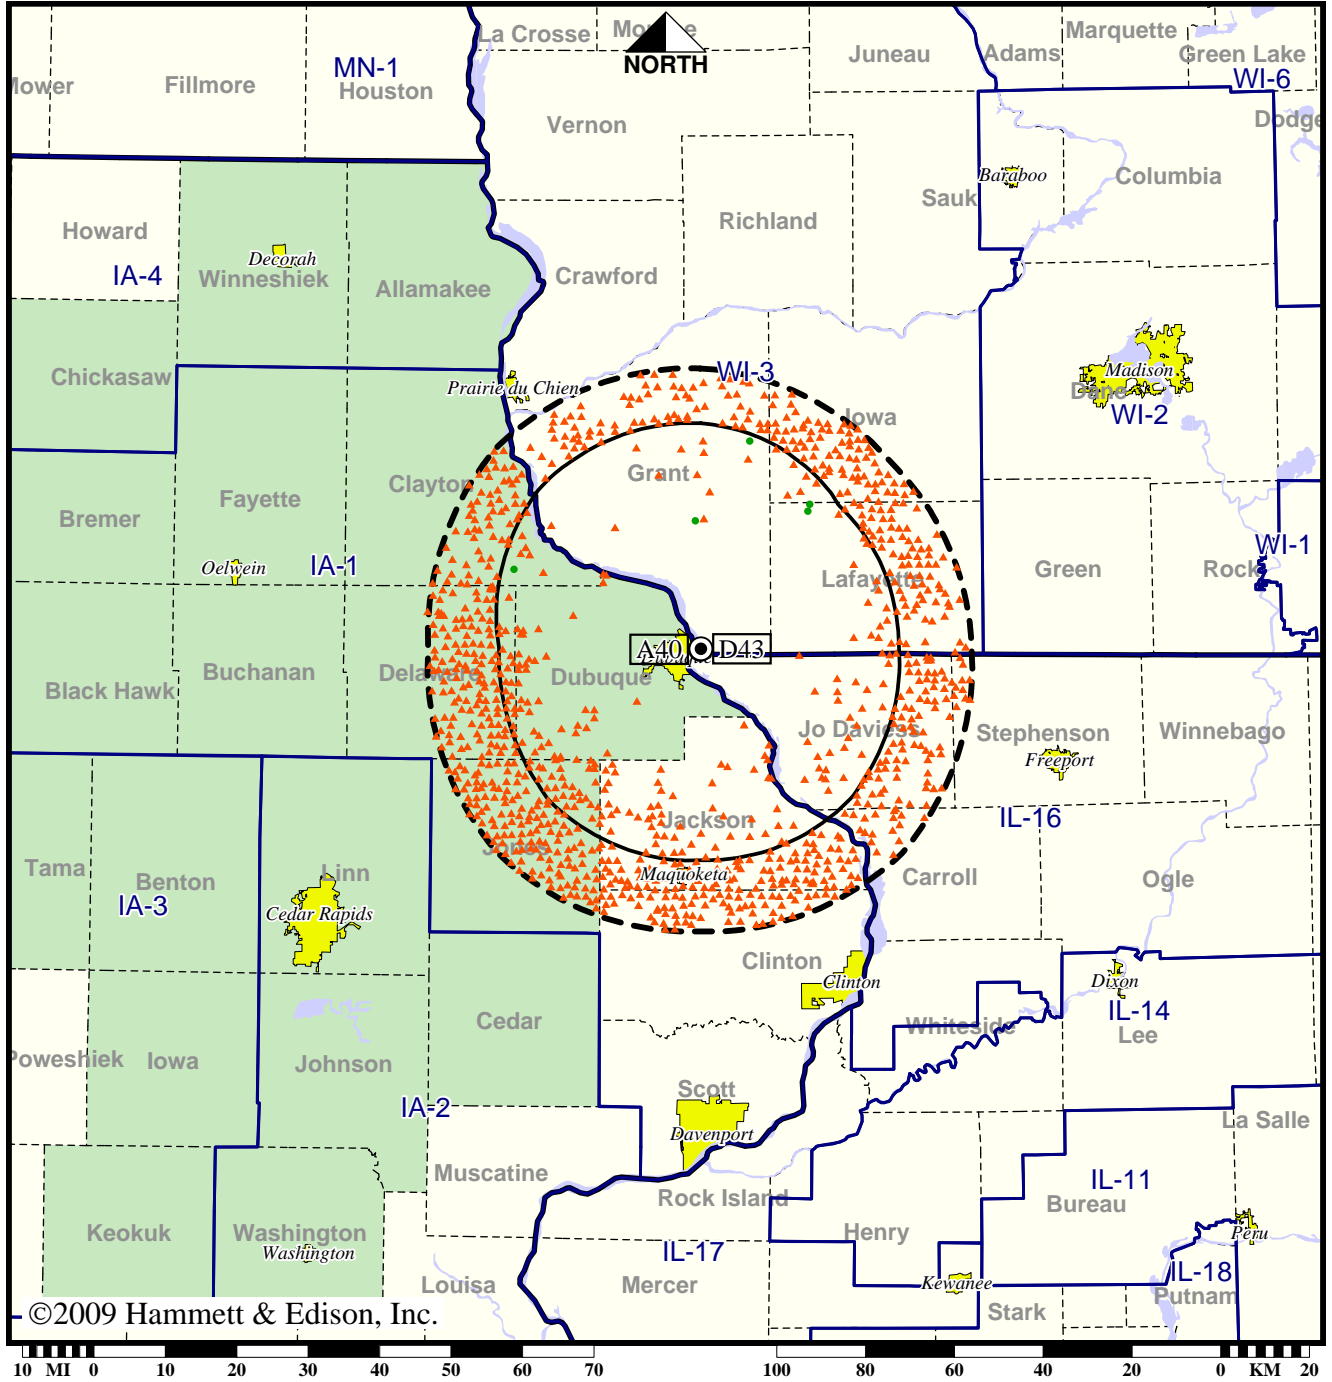 La Crosse
NORTH
Juneau
Adams
Marquette
Green Lake
WI-6
Fillmore
MN-1
Houston
Vernon
Baraboo
Sauk
Columbia
Howard
IA-4
Decorah
Winneshiek
Allamakee
Crawford
Richland
Chickasaw
Prairie du Chien
WI-3
Iowa
Madison
Dane
WI-2
Bremer
Fayette
Clayton
Grant
Oelwein
IA-1
Lafayette
Green
Rock
WI-1
Black Hawk
Buchanan
Delaware
Dubuque
A40
D43
Jo Daviess
Stephenson
Freeport
Winnebago
IL-16
Jackson
Jones
Maquoketa
Carroll
Ogle
Tama
Benton
IA-3
Linn
Cedar Rapids
Clinton
Clinton
Dixon
IL-14
Lee
Whiteside
Cedar
Poweshiek
Iowa
Johnson
IA-2
Scott
Davenport
La Salle
Muscatine
Rock Island
IL-11
Bureau
Henry
Peru
Keokuk
Washington
Washington
IL-17
Mercer
Louisa
Kewanee
Stark
IL-18
Putnam
©2009 Hammett & Edison, Inc.
10 MI 0 10 20 30 40 50 60 70
100 80 60 40 20 0 KM 20